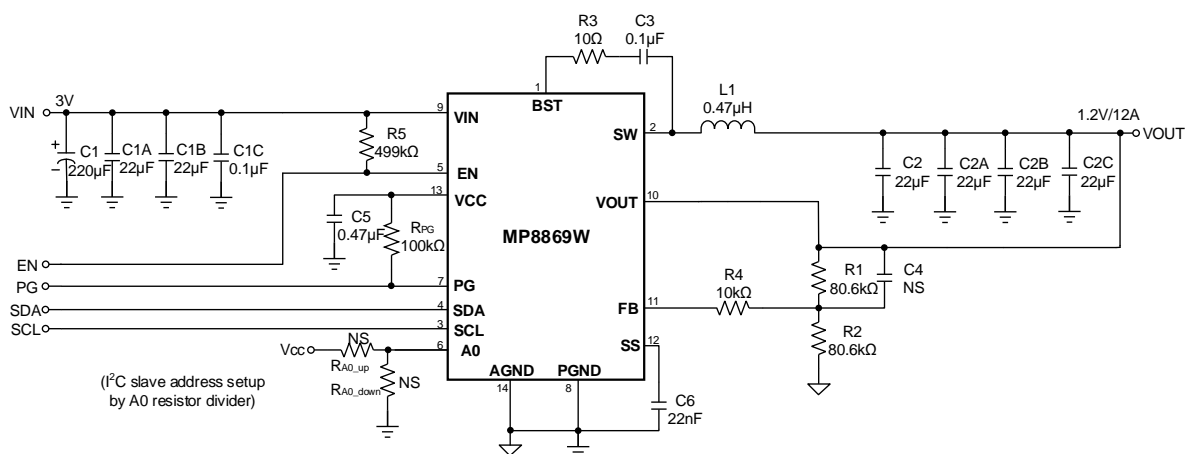 R3
10Ω
C3
0.1μF
1
BST
VIN
3V
9
VIN
L1
0.47μH
SW
2
1.2V/12A
VOUT
C1
220μF
C1A
22μF
C1B
22μF
C1C
0.1μF
R5
499kΩ
5
EN
13
VCC
C2
22μF
C2A
22μF
C2B
22μF
C2C
22μF
VOUT
10
C5
0.47μF
RPG
100kΩ
MP8869W
EN
PG
7
PG
R4
10kΩ
R1
80.6kΩ
C4
NS
FB
11
SDA
4
SDA
SCL
3
SCL
R2
80.6kΩ
SS
12
Vcc
NS
6
A0
RA0_up
RA0_down
NS
(I²C slave address setup
by A0 resistor divider)
AGND
PGND
14
8
C6
22nF